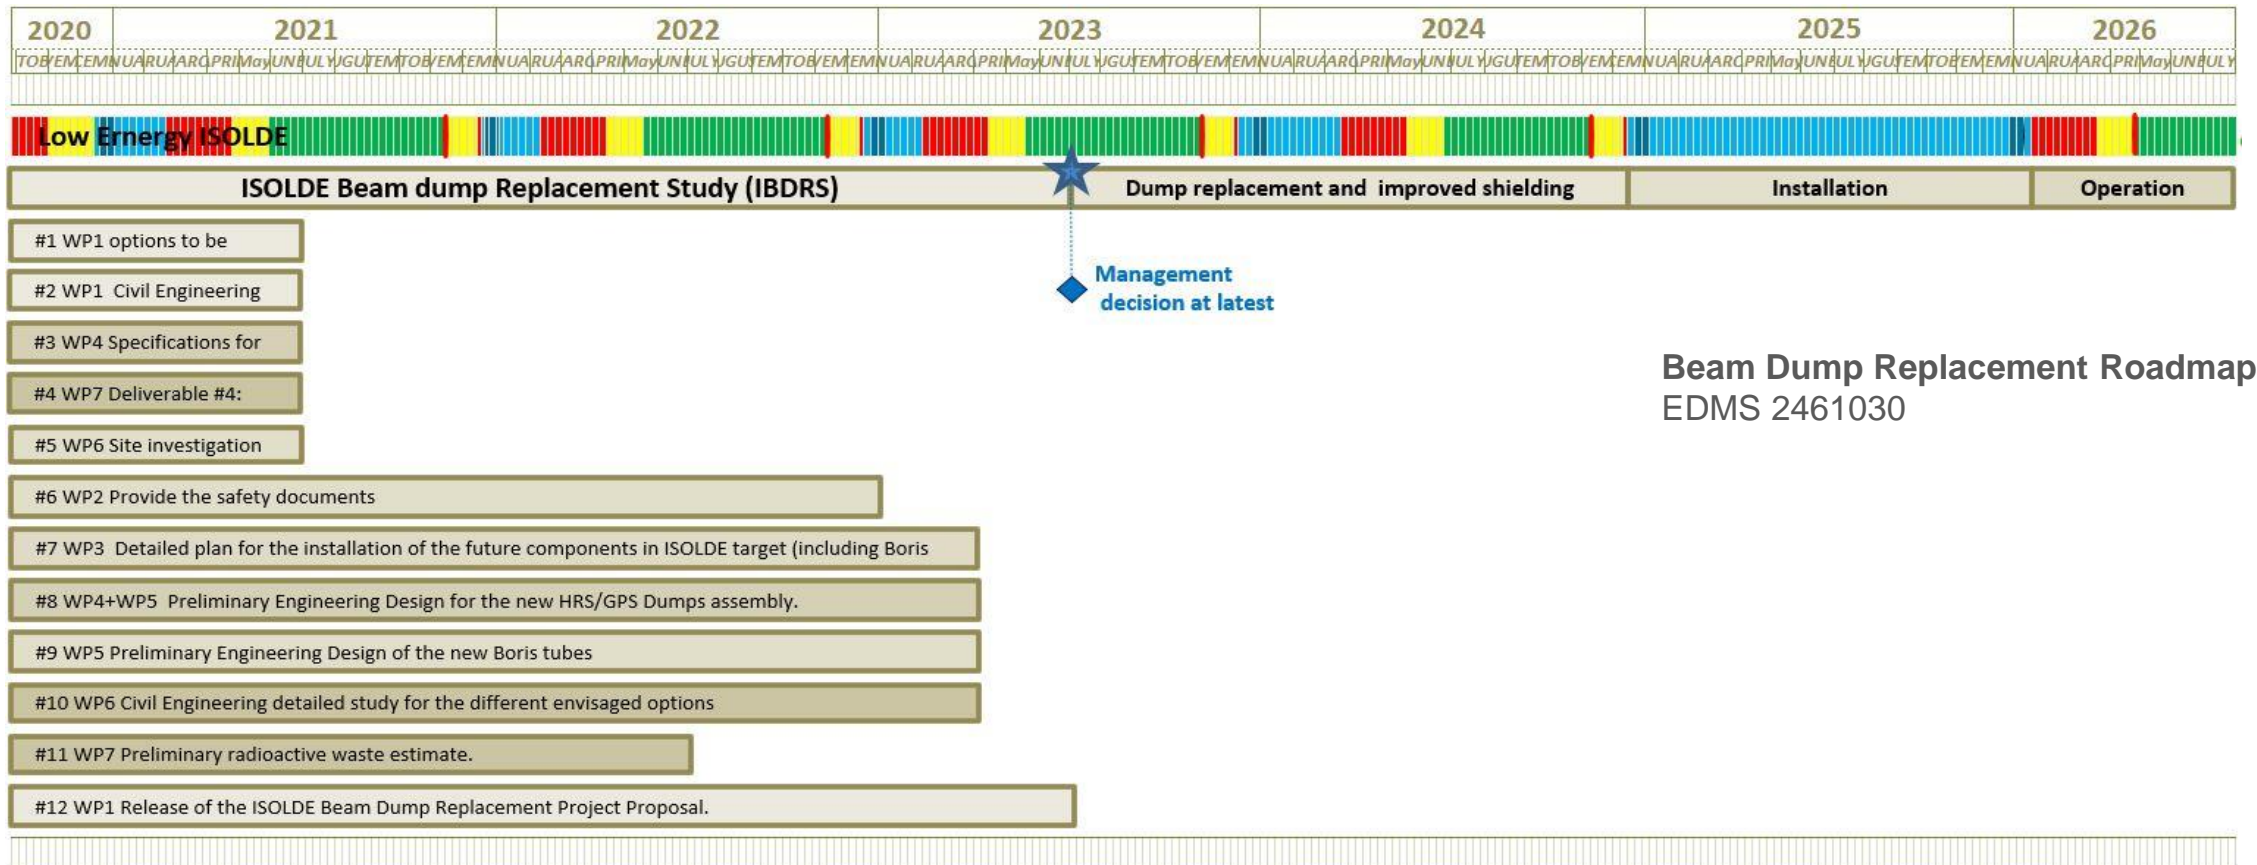 2020 2021 2022 2023 2024 2025 2026
Low Ernergy ISOLDE
ISOLDE Beam dump Replacement Study (IBDRS) Dump replacement and improved shielding Installation Operation
#1 WP1 options to be
#2 WP1 Civil Engineering
Management
decision at latest
#3 WP4 Specifications for
Beam Dump Replacement Roadmap
EDMS 2461030
#4 WP7 Deliverable #4:
#5 WP6 Site investigation
#6 WP2 Provide the safety documents
#7 WP3 Detailed plan for the installation of the future components in ISOLDE target (including Boris
#8 WP4+WP5 Preliminary Engineering Design for the new HRS/GPS Dumps assembly.
#9 WP5 Preliminary Engineering Design of the new Boris tubes
#10 WP6 Civil Engineering detailed study for the different envisaged options
#11 WP7 Preliminary radioactive waste estimate.
#12 WP1 Release of the ISOLDE Beam Dump Replacement Project Proposal.